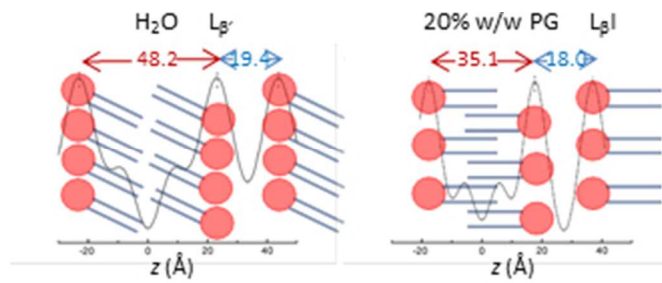 H₂O Lβ′
48.2 19.4
-20 0 20 40
z (Å)
20% w/w PG LβI
35.1 18.0
-20 0 20 40
z (Å)